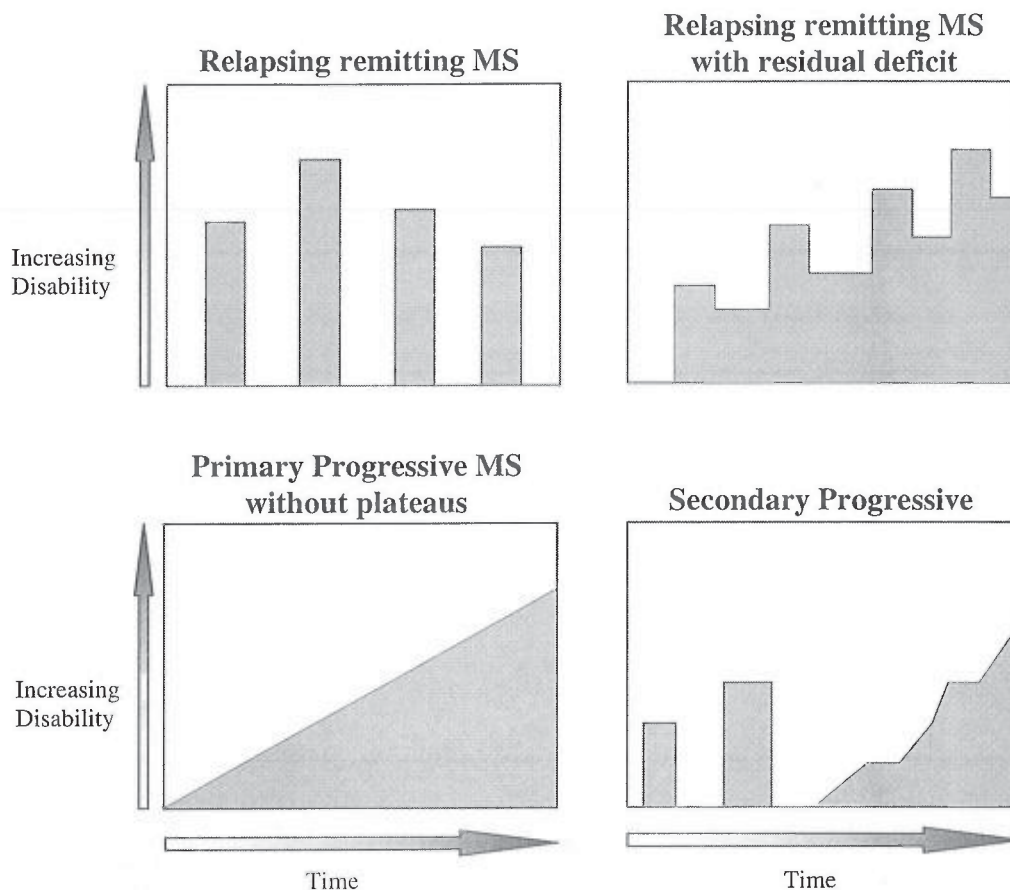 Relapsing remitting MS
Relapsing remitting MS
with residual deficit
Increasing
Disability
Primary Progressive MS
without plateaus
Secondary Progressive
Increasing
Disability
Time
Time